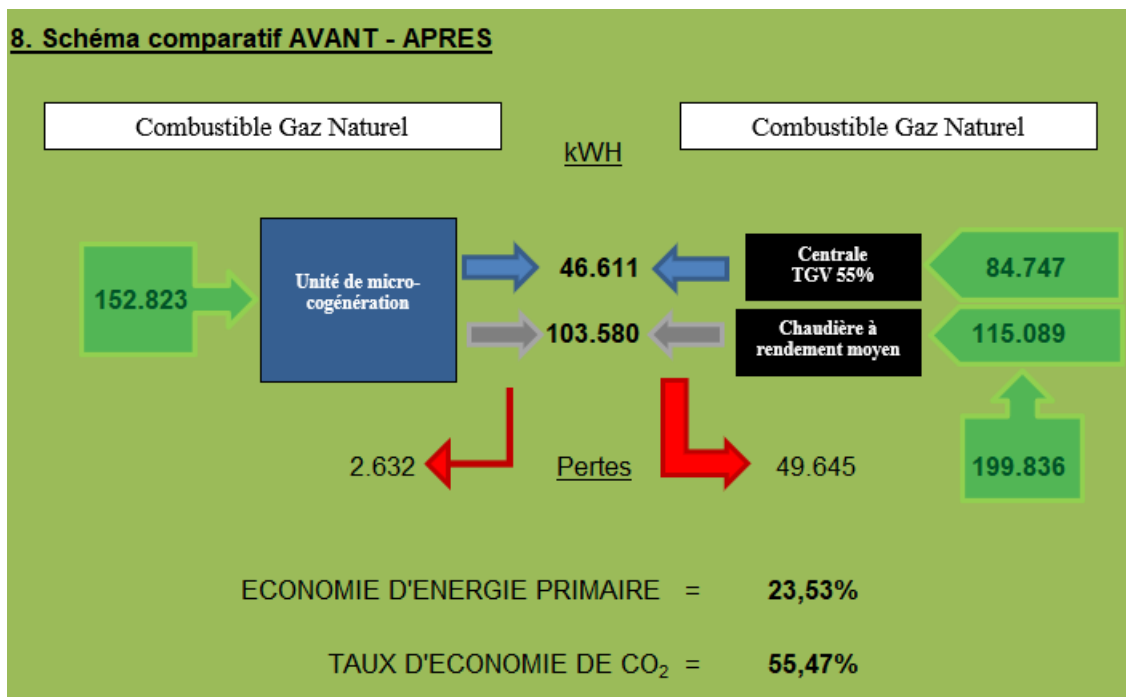 8. Schéma comparatif AVANT - APRES
Combustible Gaz Naturel
Combustible Gaz Naturel
kWH
152.823
Unité de micro-
cogénération
46.611
Centrale
TGV 55%
84.747
103.580
Chaudière à
rendement moyen
115.089
2.632
Pertes
49.645
199.836
ECONOMIE D'ENERGIE PRIMAIRE = 23,53%
TAUX D'ECONOMIE DE CO₂ = 55,47%